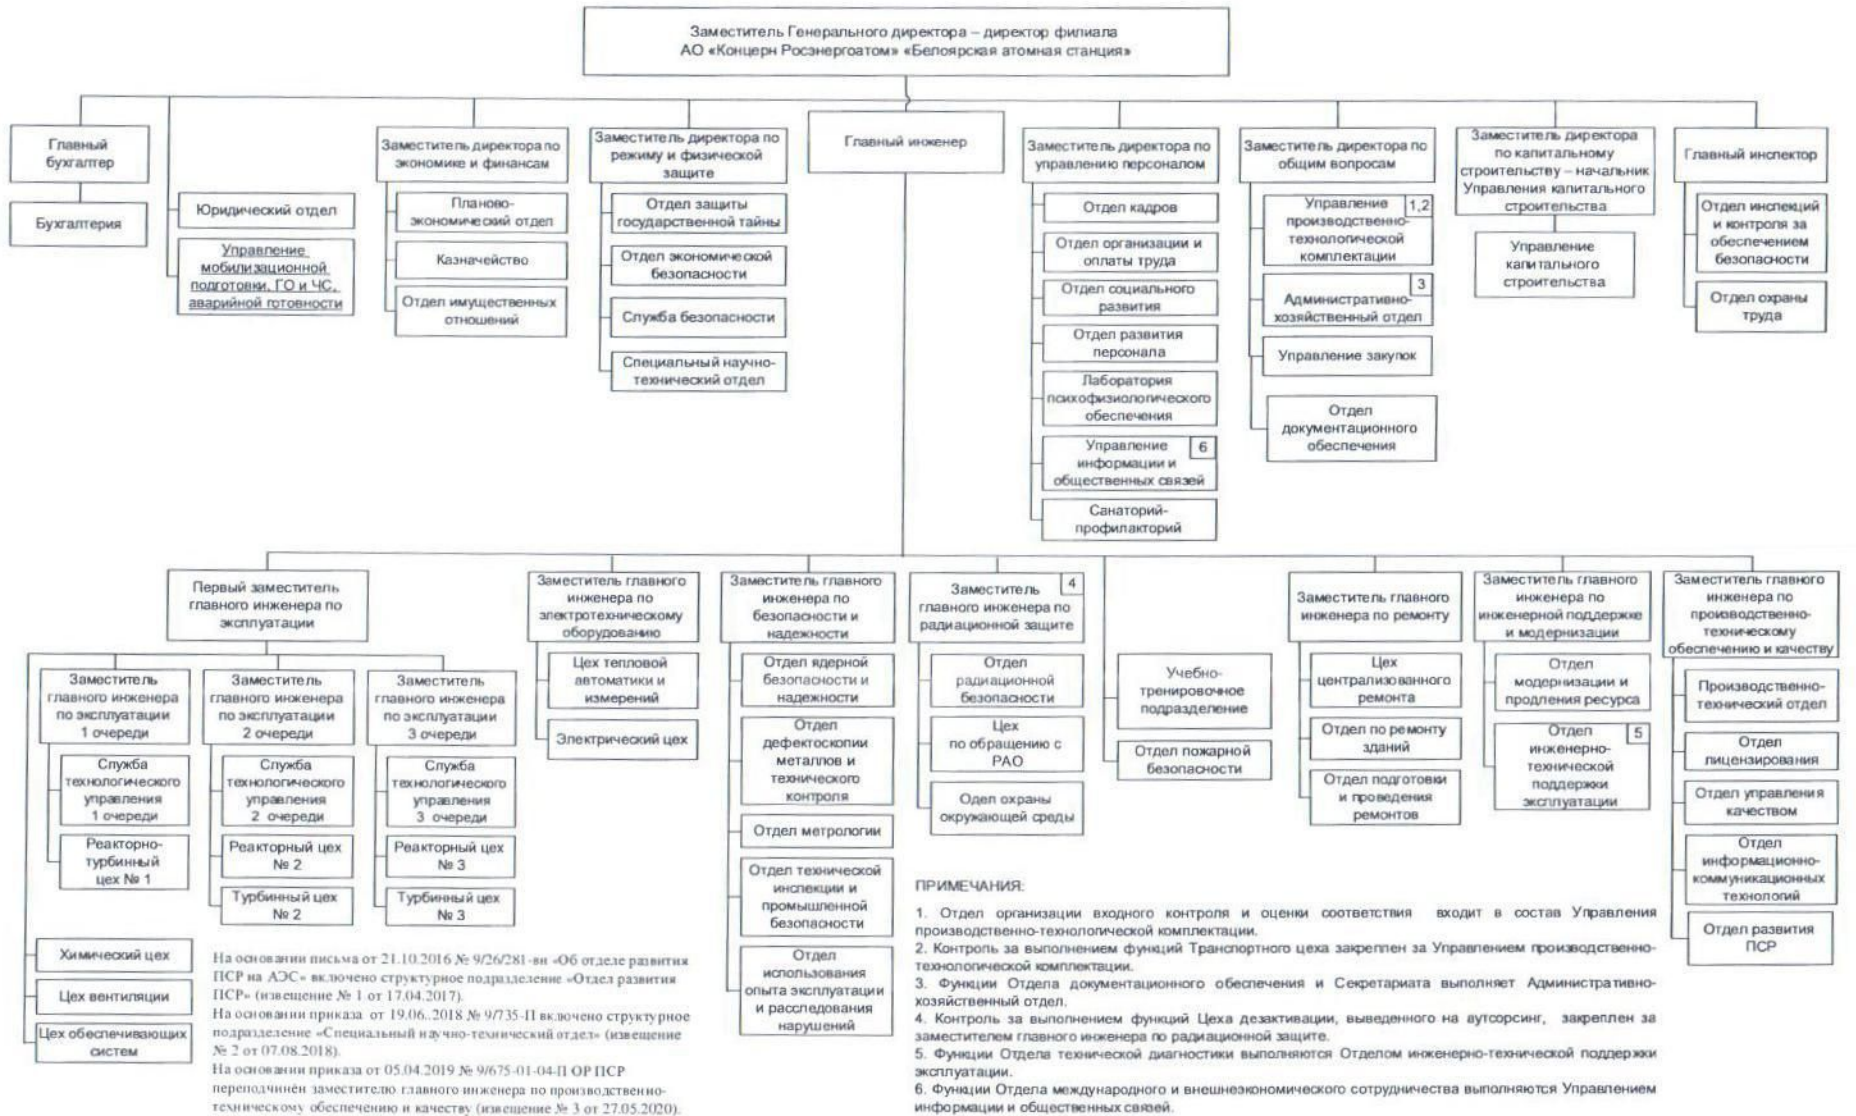 Заместитель Генерального директора – директор филиала
АО «Концерн Росэнергоатом» «Белоярская атомная станция»
Главный
бухгалтер
Бухгалтерия
Юридический отдел
Управление
мобилизационной
подготовки, ГО и ЧС,
аварийной готовности
Заместитель директора по
экономике и финансам
Планово-
экономический отдел
Казначейство
Отдел имущественных
отношений
Заместитель директора по
режиму и физической
защите
Отдел защиты
государственной тайны
Отдел экономической
безопасности
Служба безопасности
Специальный научно-
технический отдел
Главный инженер
Заместитель директора по
управлению персоналом
Отдел кадров
Отдел организации и
оплаты труда
Отдел социального
развития
Отдел развития
персонала
Лаборатория
психофизиологического
обеспечения
Управление 6
информации и
общественных связей
Санаторий-
профилакторий
Заместитель директора по
общим вопросам
Управление 1,2
производственно-
технологической
комплектации
3
Административно-
хозяйственный отдел
Управление закупок
Отдел
документационного
обеспечения
Заместитель директора
по капитальному
строительству – начальник
Управления капитального
строительства
Управление
капитального
строительства
Главный инспектор
Отдел инспекций
и контроля за
обеспечением
безопасности
Отдел охраны
труда
Первый заместитель
главного инженера по
эксплуатации
Заместитель
главного инженера
по эксплуатации
1 очереди
Служба
технологического
управления
1 очереди
Реакторно-
турбинный
цех № 1
Заместитель
главного инженера
по эксплуатации
2 очереди
Служба
технологического
управления
2 очереди
Реакторный цех
№ 2
Турбинный цех
№ 2
Заместитель
главного инженера
по эксплуатации
3 очереди
Служба
технологического
управления
3 очереди
Реакторный цех
№ 3
Турбинный цех
№ 3
Химический цех
Цех вентиляции
Цех обеспечивающих
систем
Заместитель главного
инженера по
электротехническому
оборудованию
Цех тепловой
автоматики и
измерений
Электрический цех
Заместитель главного
инженера по
безопасности и
надежности
Отдел ядерной
безопасности и
надежности
Отдел
дефектоскопии
металлов и
технического
контроля
Отдел метрологии
Отдел технической
инспекции и
промышленной
безопасности
Отдел
использования
опыта эксплуатации
и расследования
нарушений
Заместитель 4
главного инженера по
радиационной защите
Отдел
радиационной
безопасности
Цех
по обращению с
РАО
Одел охраны
окружающей среды
Учебно-
тренировочное
подразделение
Отдел пожарной
безопасности
Заместитель главного
инженера по ремонту
Цех
централизованного
ремонта
Отдел по ремонту
зданий
Отдел подготовки
и проведения
ремонтов
Заместитель главного
инженера по
инженерной поддержке
и модернизации
Отдел
модернизации и
продления ресурса
Отдел 5
инженерно-
технической
поддержки
эксплуатации
Заместитель главного
инженера по
производственно-
техническому
обеспечению и качеству
Производственно-
технический отдел
Отдел
лицензирования
Отдел управления
качеством
Отдел
информационно-
коммуникационных
технологий
Отдел развития
ПСР
На основании письма от 21.10.2016 № 9/26/281-вн «Об отделе развития
ПСР на АЭС» включено структурное подразделение «Отдел развития
ПСР» (извещение № 1 от 17.04.2017).
На основании приказа от 19.06..2018 № 9/735-П включено структурное
подразделение «Специальный научно-технический отдел» (извещение
№ 2 от 07.08.2018).
На основании приказа от 05.04.2019 № 9/675-01-04-П ОР ПСР
переподчинён заместителю главного инженера по производственно-
техническому обеспечению и качеству (извещение № 3 от 27.05.2020).
ПРИМЕЧАНИЯ:
1. Отдел организации входного контроля и оценки соответствия входит в состав Управления
производственно-технологической комплектации.
2. Контроль за выполнением функций Транспортного цеха закреплен за Управлением производственно-
технологической комплектации.
3. Функции Отдела документационного обеспечения и Секретариата выполняет Административно-
хозяйственный отдел.
4. Контроль за выполнением функций Цеха дезактивации, выведенного на аутсорсинг, закреплен за
заместителем главного инженера по радиационной защите.
5. Функции Отдела технической диагностики выполняются Отделом инженерно-технической поддержки
эксплуатации.
6. Функции Отдела международного и внешнеэкономического сотрудничества выполняются Управлением
информации и общественных связей.